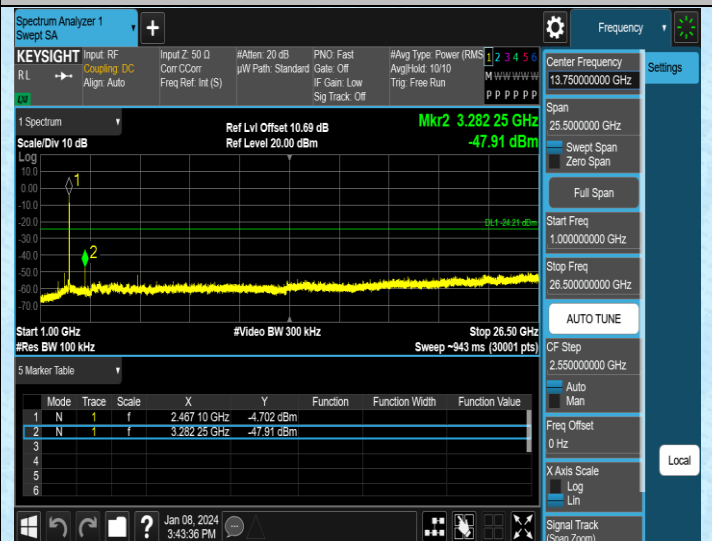 Spectrum Analyzer 1
Swept SA
+
Frequency
KEYSIGHT
RL
LXI
Input: RF
Coupling: DC
Align: Auto
Input Z: 50 Ω
Corr CCorr
Freq Ref: Int (S)
#Atten: 20 dB
µW Path: Standard
PNO: Fast
Gate: Off
IF Gain: Low
Sig Track: Off
#Avg Type: Power (RMS
Avg|Hold: 10/10
Trig: Free Run
1 2 3 4 5 6
M W W W W W
P P P P P P
1 Spectrum
Scale/Div 10 dB
Ref Lvl Offset 10.69 dB
Ref Level 20.00 dBm
Mkr2 3.282 25 GHz
-47.91 dBm
Log
10.0
0.00
-10.0
-20.0
-30.0
-40.0
-50.0
-60.0
-70.0
1
2
DL1 -24.21 dBm
Start 1.00 GHz
#Res BW 100 kHz
#Video BW 300 kHz
Stop 26.50 GHz
Sweep ~943 ms (30001 pts)
5 Marker Table
Mode Trace Scale X Y Function Function Width Function Value
1 N 1 f 2.467 10 GHz -4.702 dBm
2 N 1 f 3.282 25 GHz -47.91 dBm
3
4
5
6
Jan 08, 2024
3:43:36 PM
?
Center Frequency
13.750000000 GHz
Settings
Span
25.5000000 GHz
Swept Span
Zero Span
Full Span
Start Freq
1.000000000 GHz
Stop Freq
26.500000000 GHz
AUTO TUNE
CF Step
2.550000000 GHz
Auto
Man
Freq Offset
0 Hz
Local
X Axis Scale
Log
Lin
Signal Track
(Span Zoom)